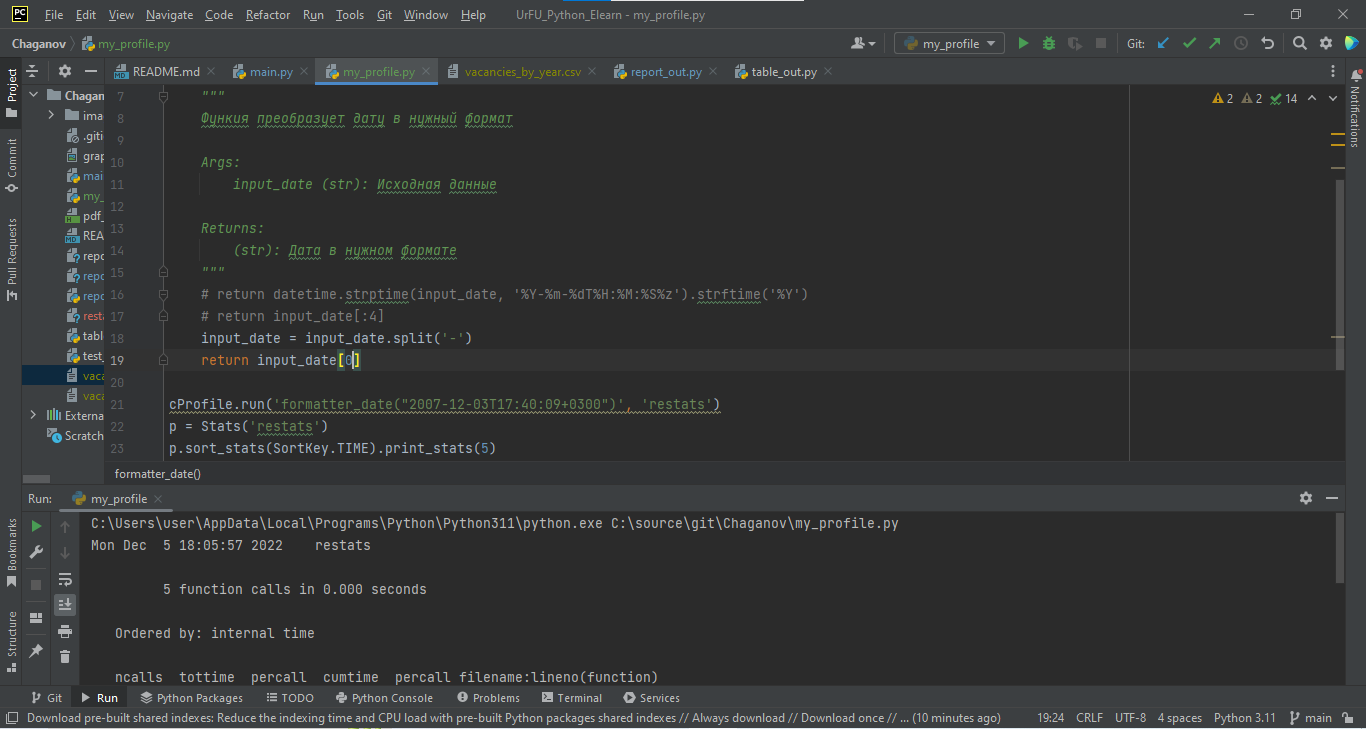 PC File Edit View Navigate Code Refactor Run Tools Git Window Help UrFU_Python_Elearn - my_profile.py
Chaganov my_profile.py my_profile Git:
Project README.md main.py my_profile.py vacancies_by_year.csv report_out.py table_out.py
Chagan
ima
.giti
grap
mai
my_
pdf_
REA
repo
repo
repo
resta
table
test_
vaca
vaca
Externa
Scratch
Commit
Pull Requests
Notifications
2 2 14
7 """
8 Функия преобразует дату в нужный формат
9
10 Args:
11 input_date (str): Исходная данные
12
13 Returns:
14 (str): Дата в нужном формате
15 """
16 # return datetime.strptime(input_date, '%Y-%m-%dT%H:%M:%S%z').strftime('%Y')
17 # return input_date[:4]
18 input_date = input_date.split('-')
19 return input_date[0]
20
21 cProfile.run('formatter_date("2007-12-03T17:40:09+0300")', 'restats')
22 p = Stats('restats')
23 p.sort_stats(SortKey.TIME).print_stats(5)
formatter_date()
Run: my_profile
Bookmarks
Structure
C:\Users\user\AppData\Local\Programs\Python\Python311\python.exe C:\source\git\Chaganov\my_profile.py
Mon Dec  5 18:05:57 2022    restats
5 function calls in 0.000 seconds
Ordered by: internal time
ncalls  tottime  percall  cumtime  percall filename:lineno(function)
Git Run Python Packages TODO Python Console Problems Terminal Services
Download pre-built shared indexes: Reduce the indexing time and CPU load with pre-built Python packages shared indexes // Always download // Download once // ... (10 minutes ago) 19:24 CRLF UTF-8 4 spaces Python 3.11 main